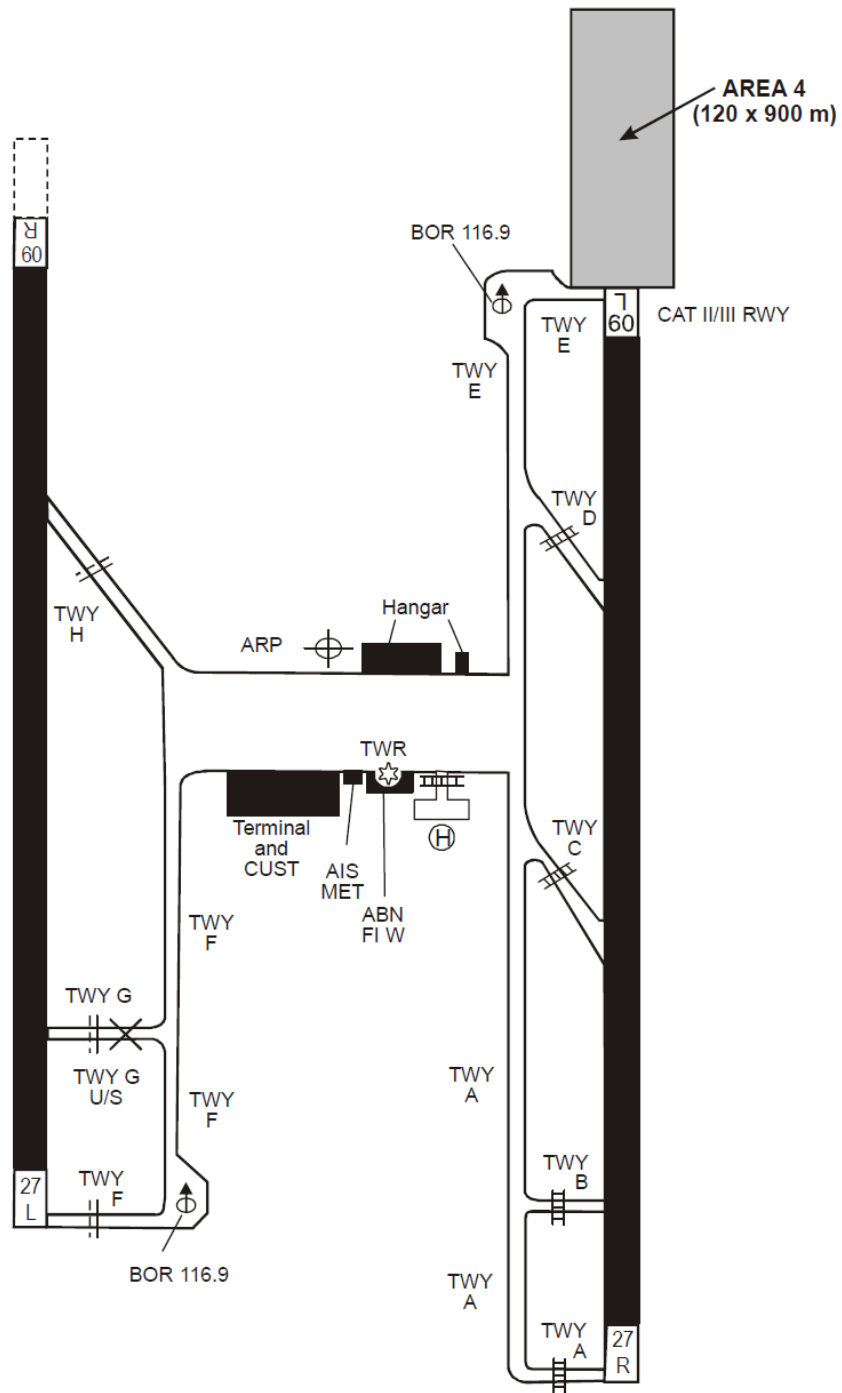 AREA 4
(120 x 900 m)
09
R
BOR 116.9
09
L
CAT II/III RWY
TWY
E
TWY
E
TWY
D
TWY
H
Hangar
ARP
TWR
Terminal
and
CUST
AIS
MET
ABN
FI W
H
TWY
C
TWY
F
TWY G
TWY G
U/S
TWY
F
TWY
A
TWY
F
TWY
B
27
L
BOR 116.9
TWY
A
TWY
A
27
R